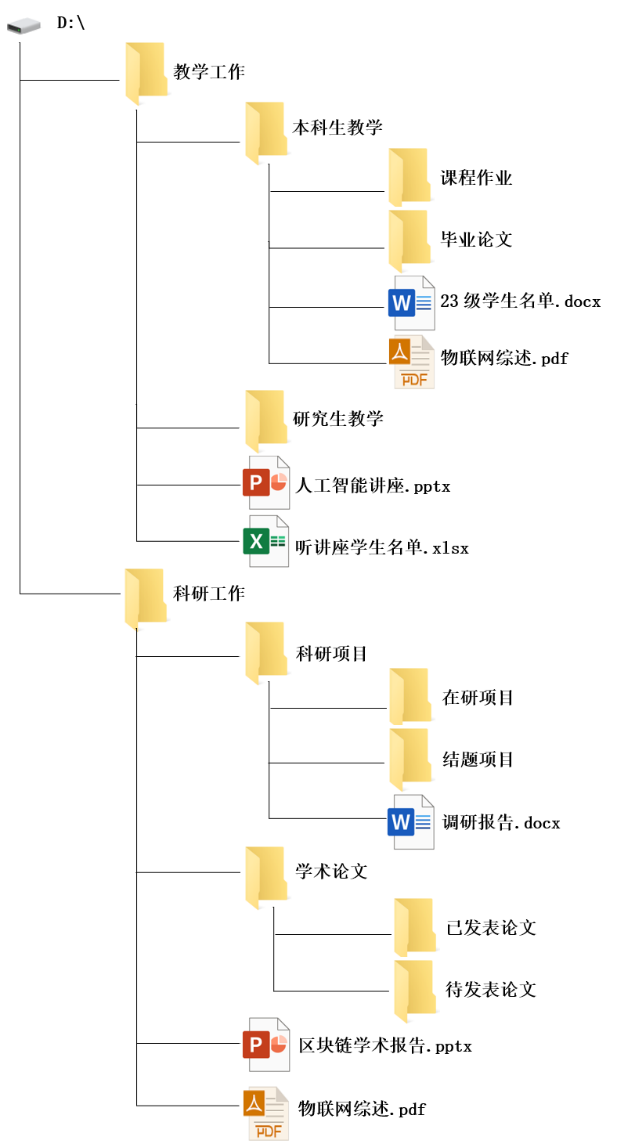 D:\
教学工作
本科生教学
课程作业
毕业论文
W
23级学生名单.docx
PDF
物联网综述.pdf
研究生教学
P
人工智能讲座.pptx
X
听讲座学生名单.xlsx
科研工作
科研项目
在研项目
结题项目
W
调研报告.docx
学术论文
已发表论文
待发表论文
P
区块链学术报告.pptx
PDF
物联网综述.pdf